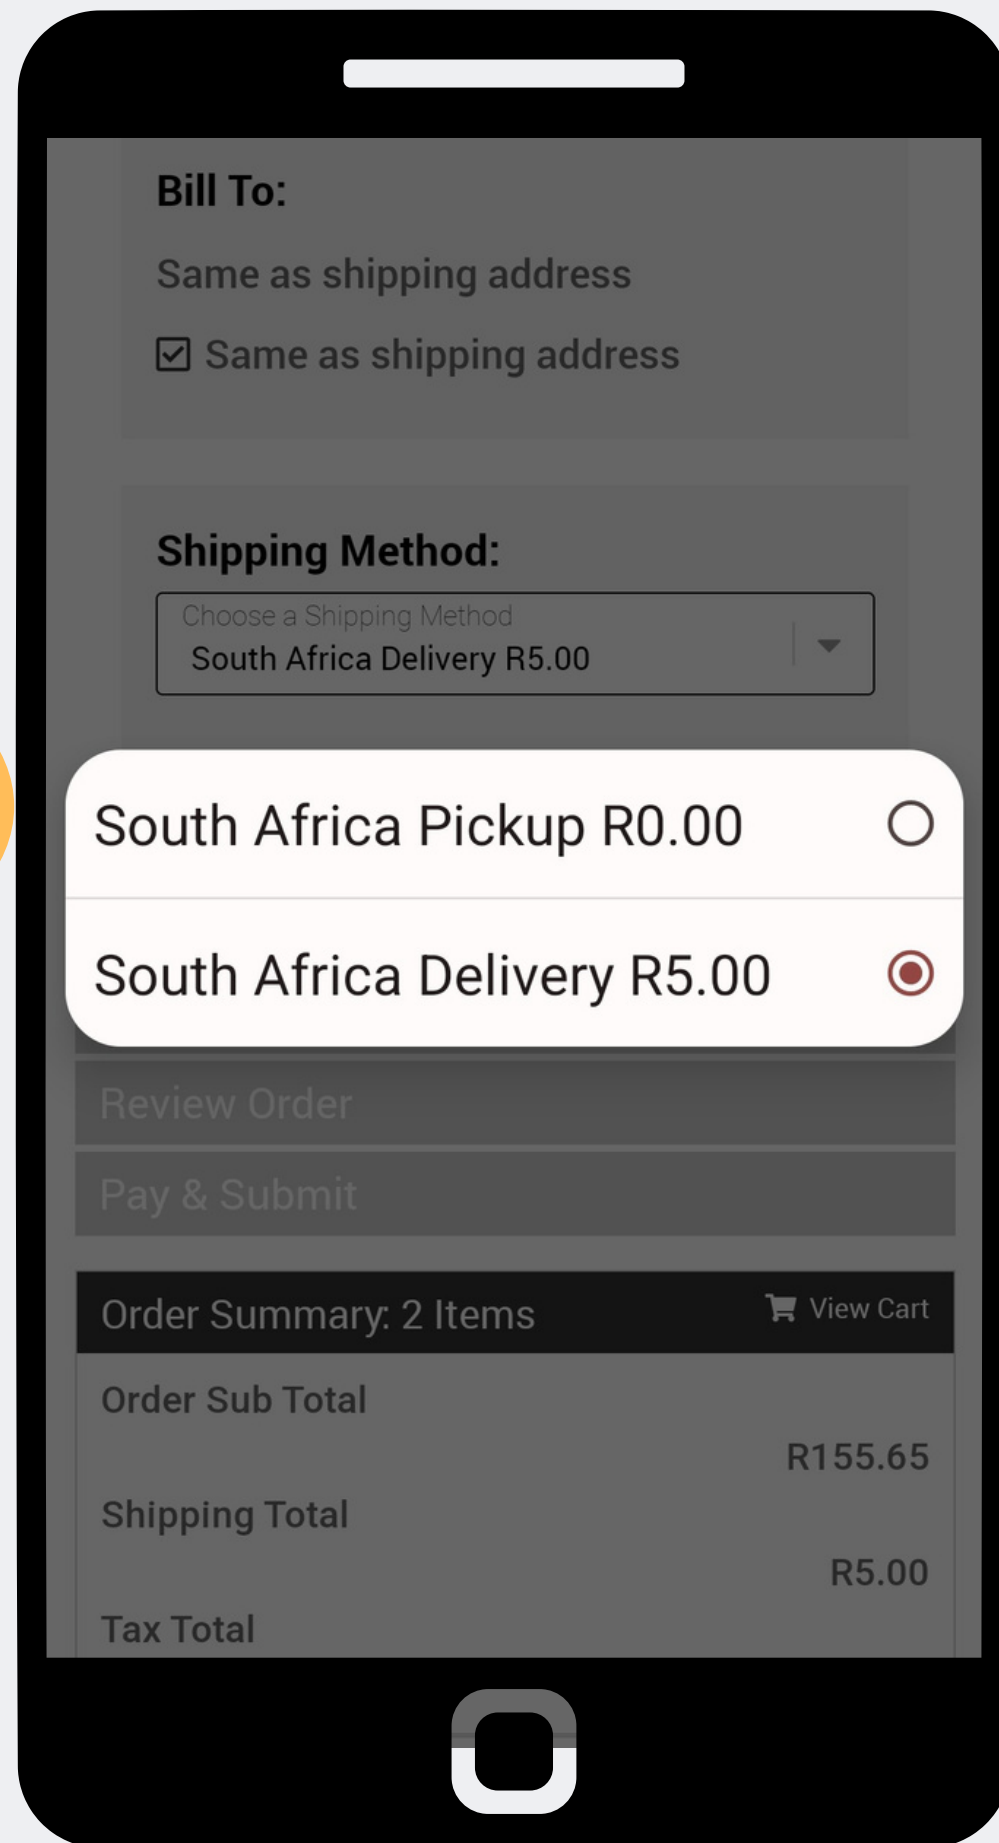 Bill To:
Same as shipping address
Same as shipping address
Shipping Method:
Choose a Shipping Method
South Africa Delivery R5.00
South Africa Pickup R0.00
South Africa Delivery R5.00
Review Order
Pay & Submit
Order Summary: 2 Items View Cart
Order Sub Total
R155.65
Shipping Total
R5.00
Tax Total